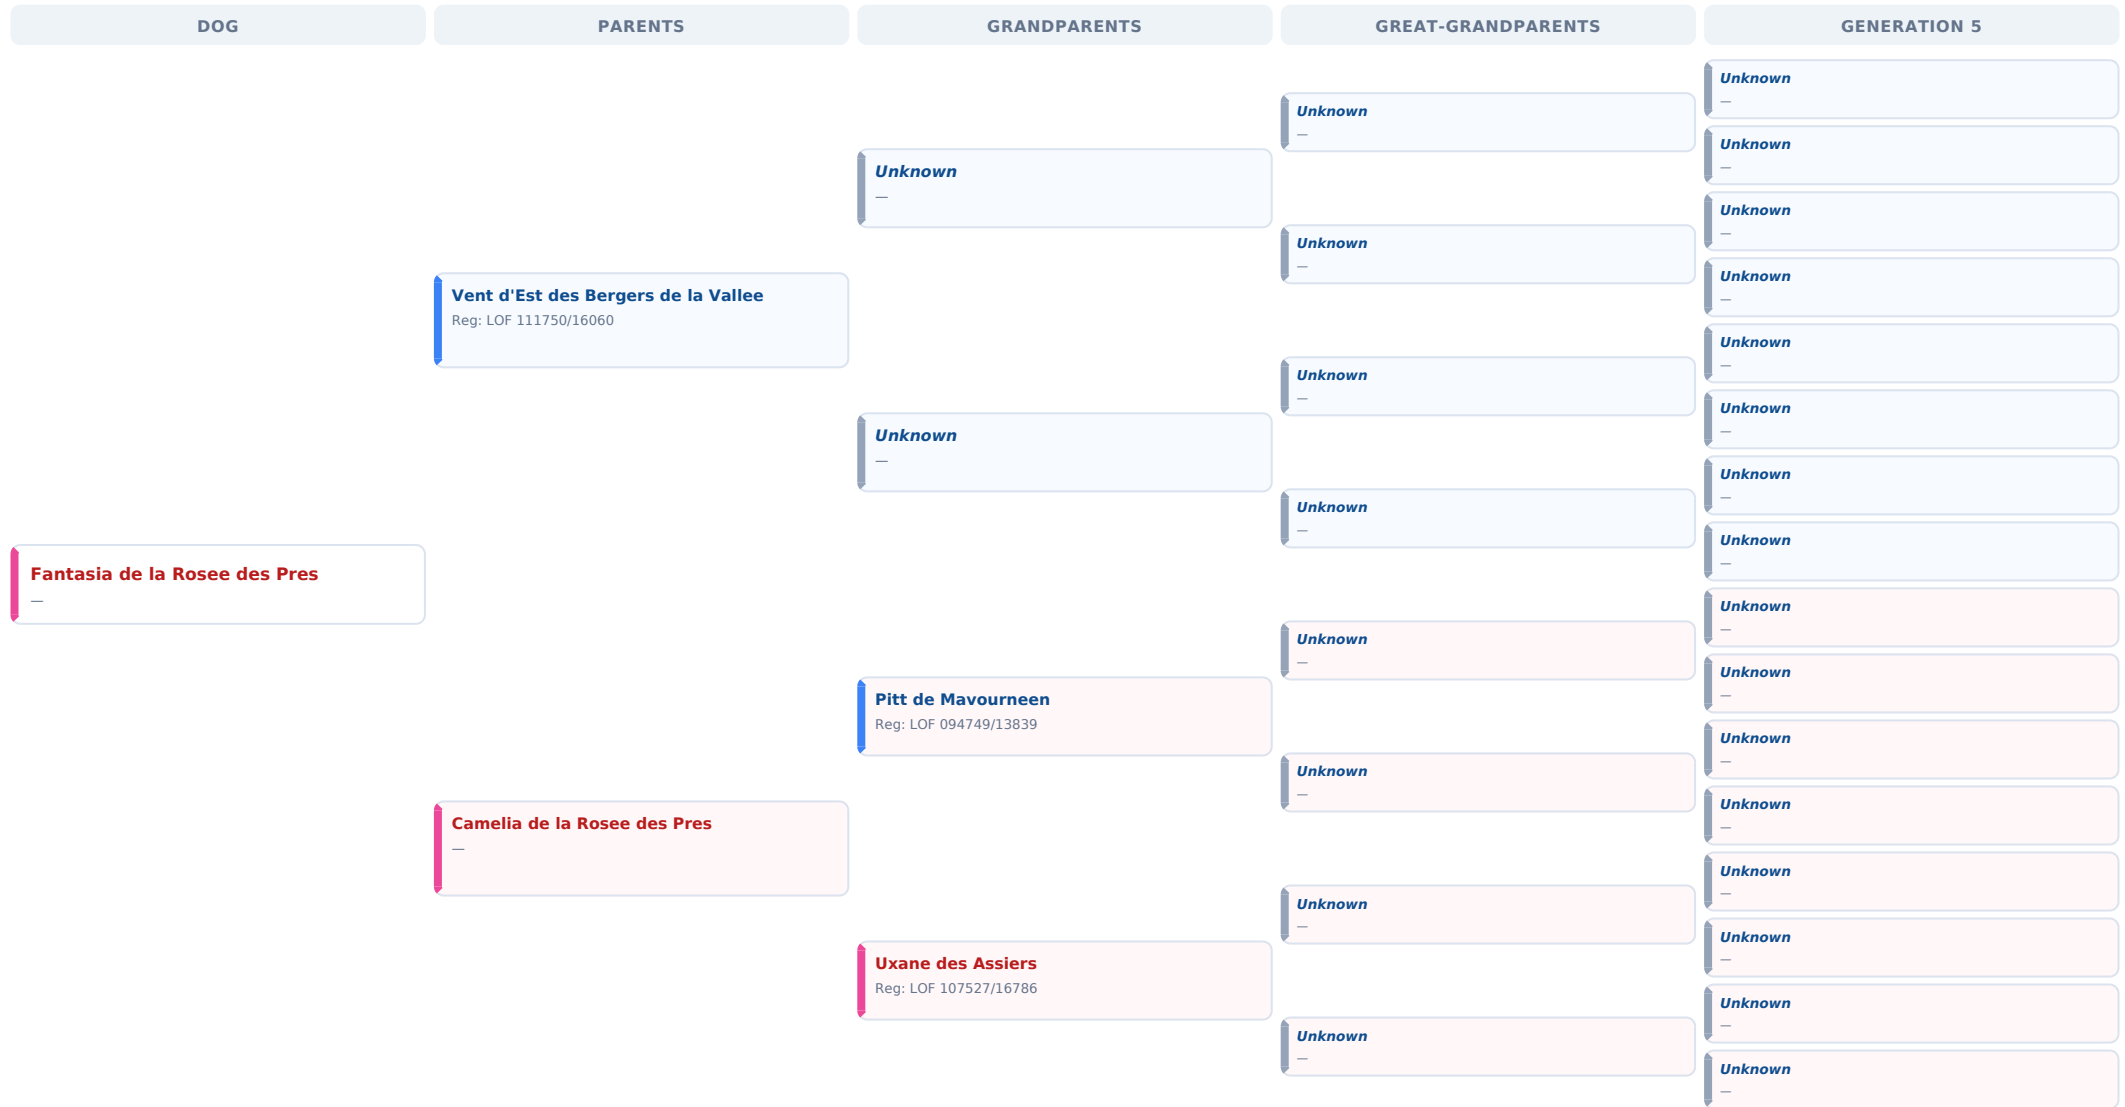 DOG
PARENTS
GRANDPARENTS
GREAT-GRANDPARENTS
GENERATION 5
Fantasia de la Rosee des Pres
—
Vent d'Est des Bergers de la Vallee
Reg: LOF 111750/16060
Camelia de la Rosee des Pres
—
Unknown
—
Unknown
—
Pitt de Mavourneen
Reg: LOF 094749/13839
Uxane des Assiers
Reg: LOF 107527/16786
Unknown
—
Unknown
—
Unknown
—
Unknown
—
Unknown
—
Unknown
—
Unknown
—
Unknown
—
Unknown
—
Unknown
—
Unknown
—
Unknown
—
Unknown
—
Unknown
—
Unknown
—
Unknown
—
Unknown
—
Unknown
—
Unknown
—
Unknown
—
Unknown
—
Unknown
—
Unknown
—
Unknown
—